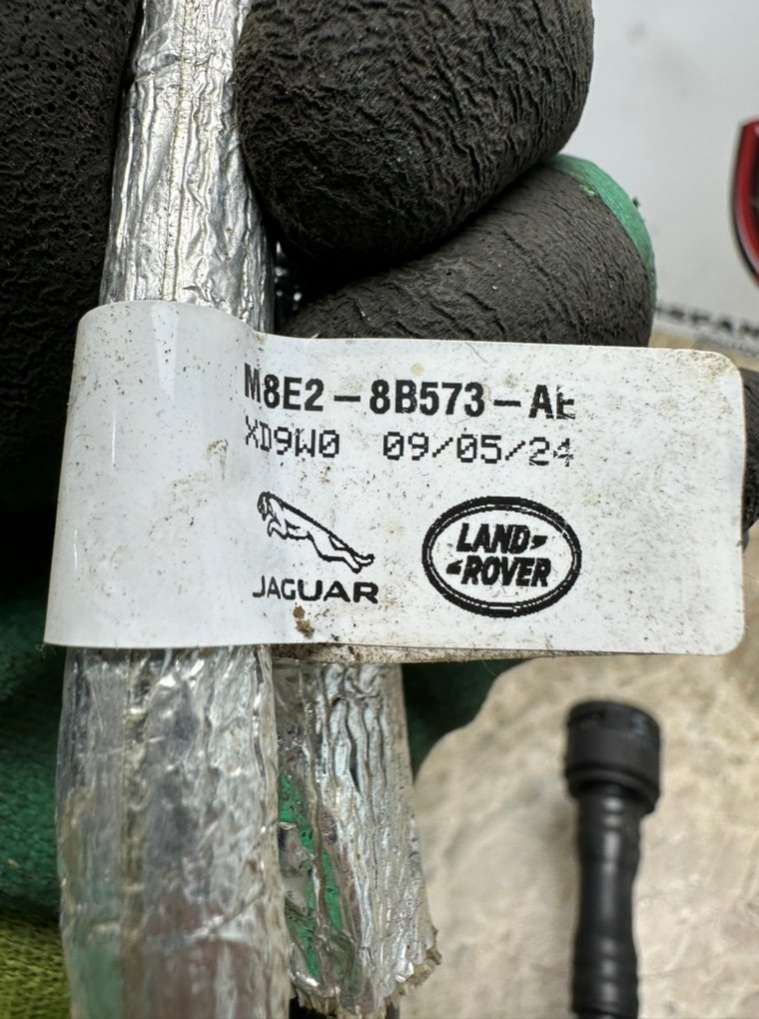 M8E2-8B573-AE
XD9W0 09/05/24
JAGUAR
LAND-
-ROVER